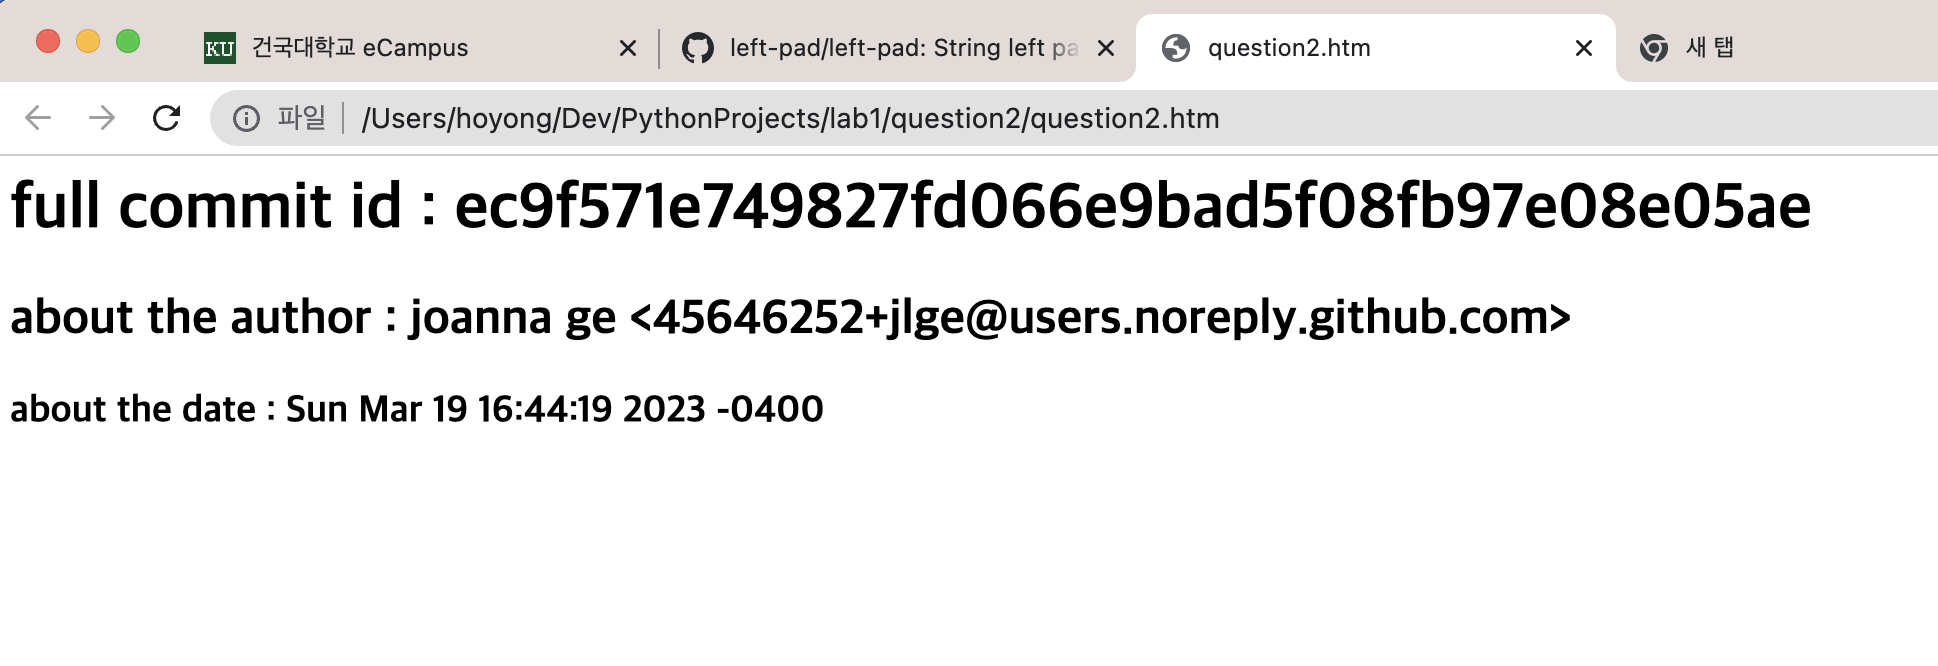 KU 건국대학교 eCampus
left-pad/left-pad: String left pa
question2.htm
새 탭
파일 /Users/hoyong/Dev/PythonProjects/lab1/question2/question2.htm
full commit id : ec9f571e749827fd066e9bad5f08fb97e08e05ae
about the author : joanna ge <45646252+jlge@users.noreply.github.com>
about the date : Sun Mar 19 16:44:19 2023 -0400